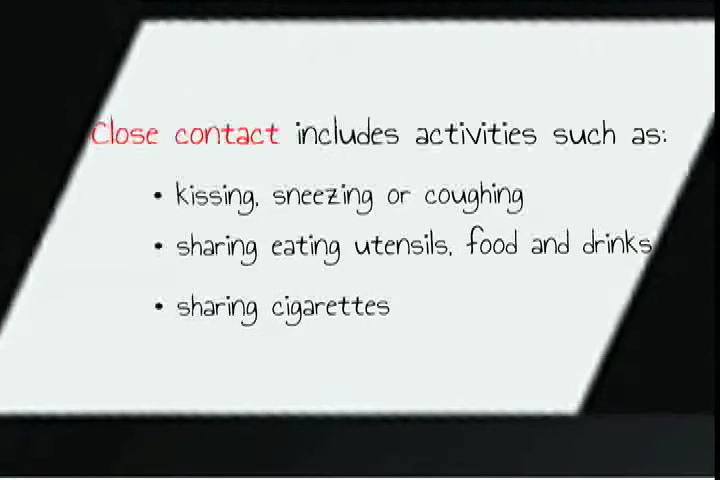 Close contact includes activities such as:
• kissing, sneezing or coughing
• sharing eating utensils, food and drinks
• sharing cigarettes